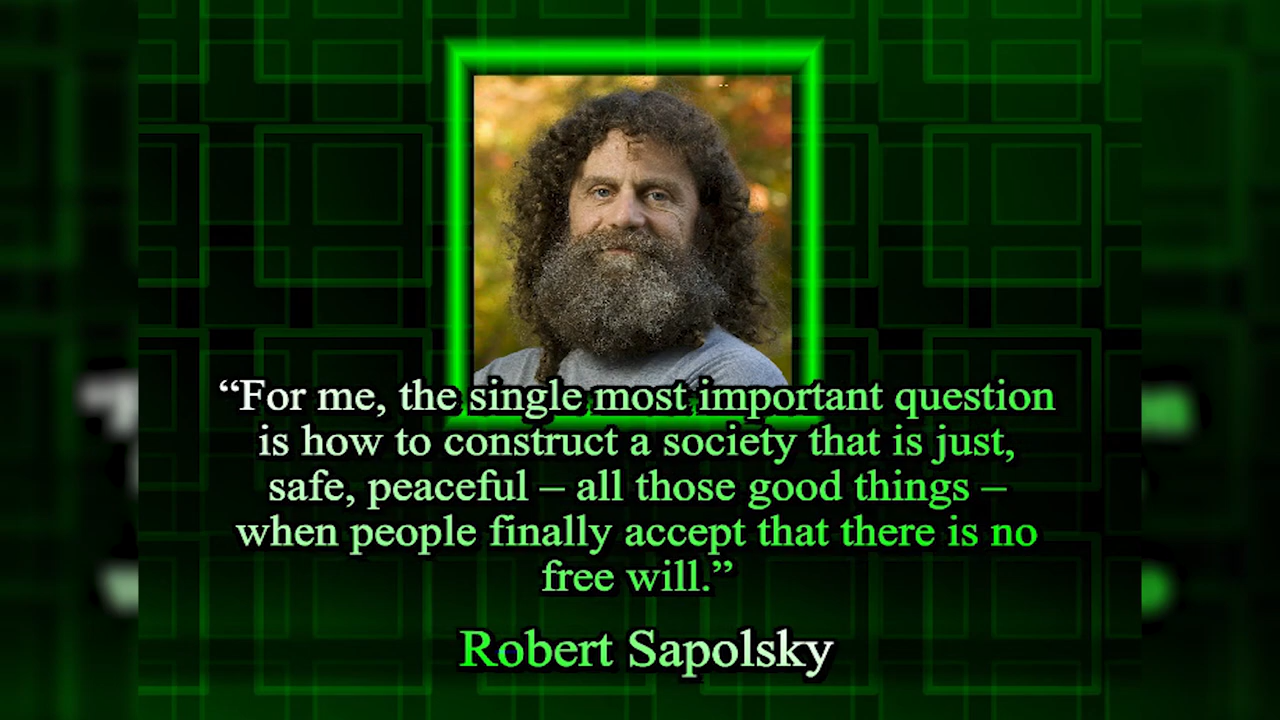 “For me, the single most important question
is how to construct a society that is just,
safe, peaceful – all those good things –
when people finally accept that there is no
free will.”
Robert Sapolsky